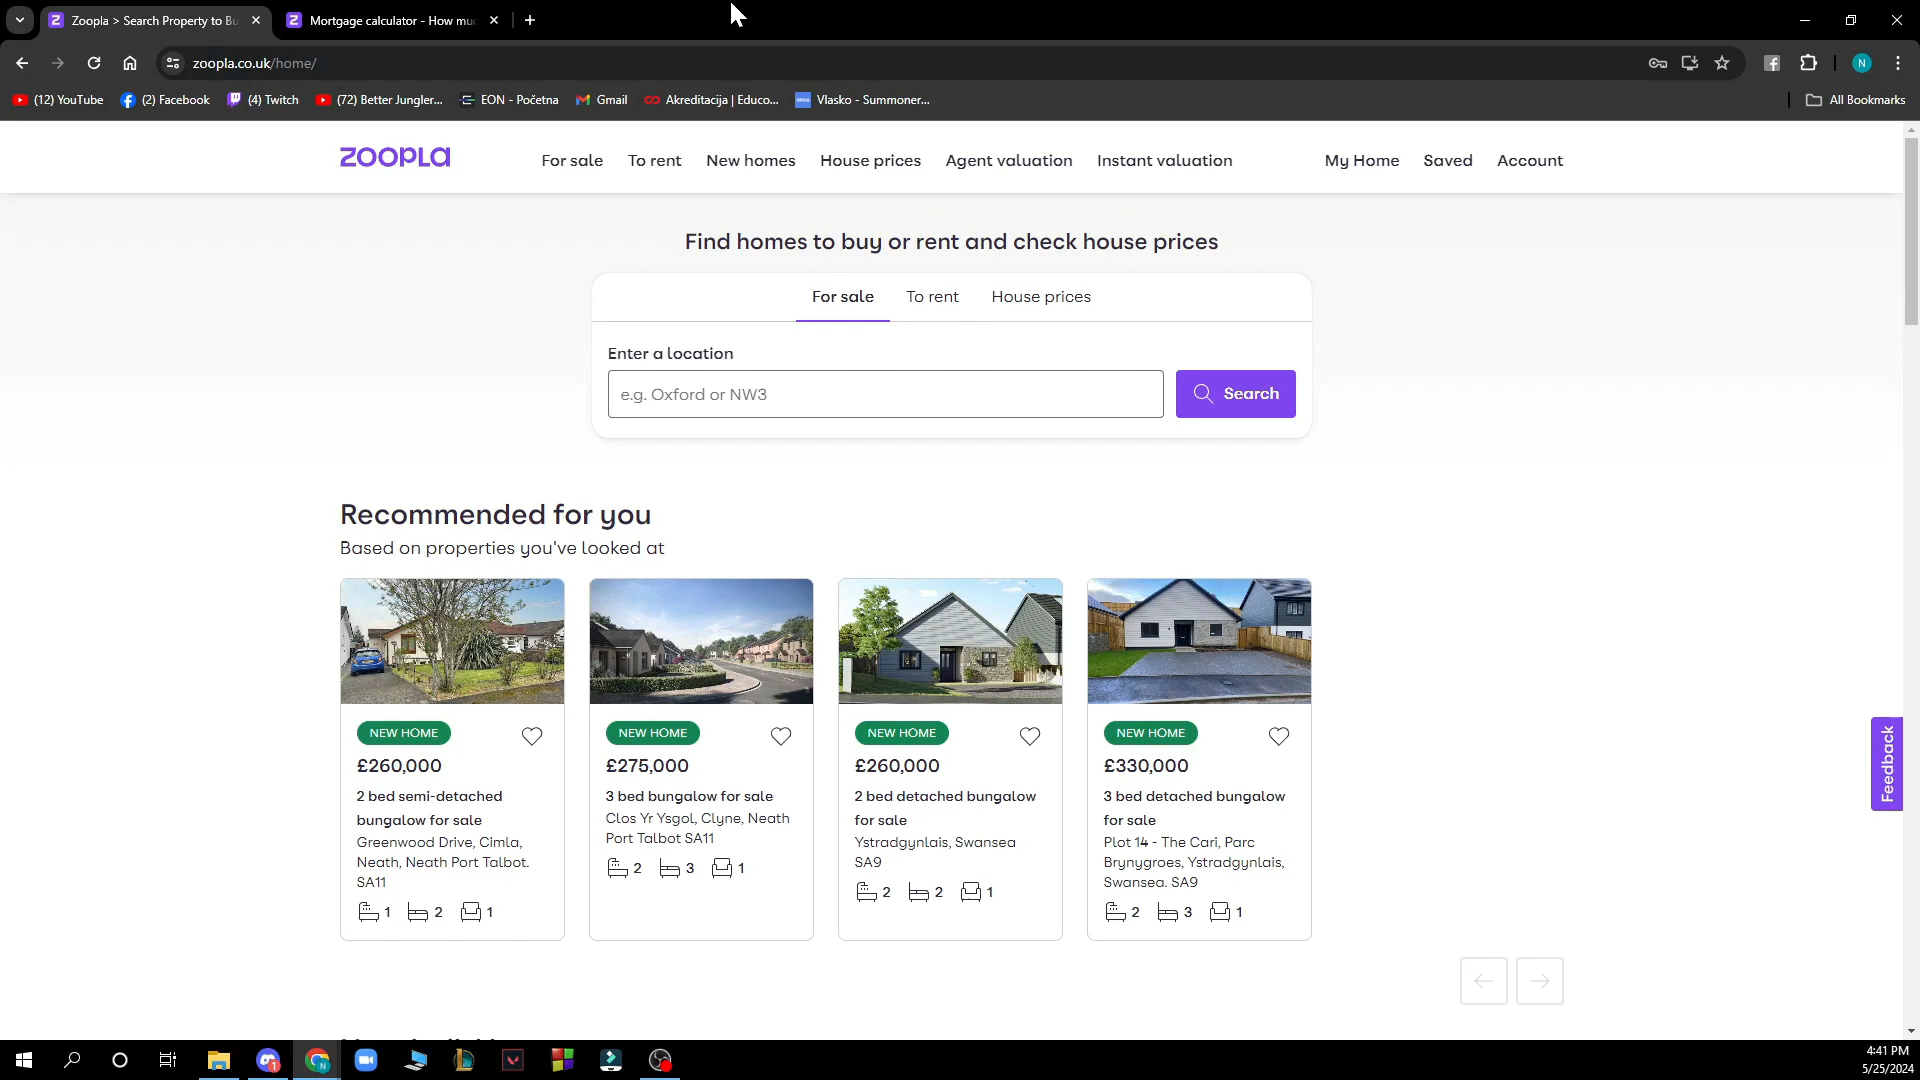 Zoopla > Search Property to Bu
Mortgage calculator - How muc
zoopla.co.uk/home/
N
(12) YouTube
(2) Facebook
(4) Twitch
(72) Better Jungler...
EON - Početna
Gmail
Akreditacija | Educo...
Vlasko - Summoner...
All Bookmarks
ZOOPLA
For sale
To rent
New homes
House prices
Agent valuation
Instant valuation
My Home
Saved
Account
Find homes to buy or rent and check house prices
For sale
To rent
House prices
Enter a location
e.g. Oxford or NW3
Search
Recommended for you
Based on properties you've looked at
NEW HOME
£260,000
2 bed semi-detached
bungalow for sale
Greenwood Drive, Cimla,
Neath, Neath Port Talbot.
SA11
1 2 1
NEW HOME
£275,000
3 bed bungalow for sale
Clos Yr Ysgol, Clyne, Neath
Port Talbot SA11
2 3 1
NEW HOME
£260,000
2 bed detached bungalow
for sale
Ystradgynlais, Swansea
SA9
2 2 1
NEW HOME
£330,000
3 bed detached bungalow
for sale
Plot 14 - The Cari, Parc
Brynygroes, Ystradgynlais,
Swansea. SA9
2 3 1
Feedback
4:41 PM
5/25/2024